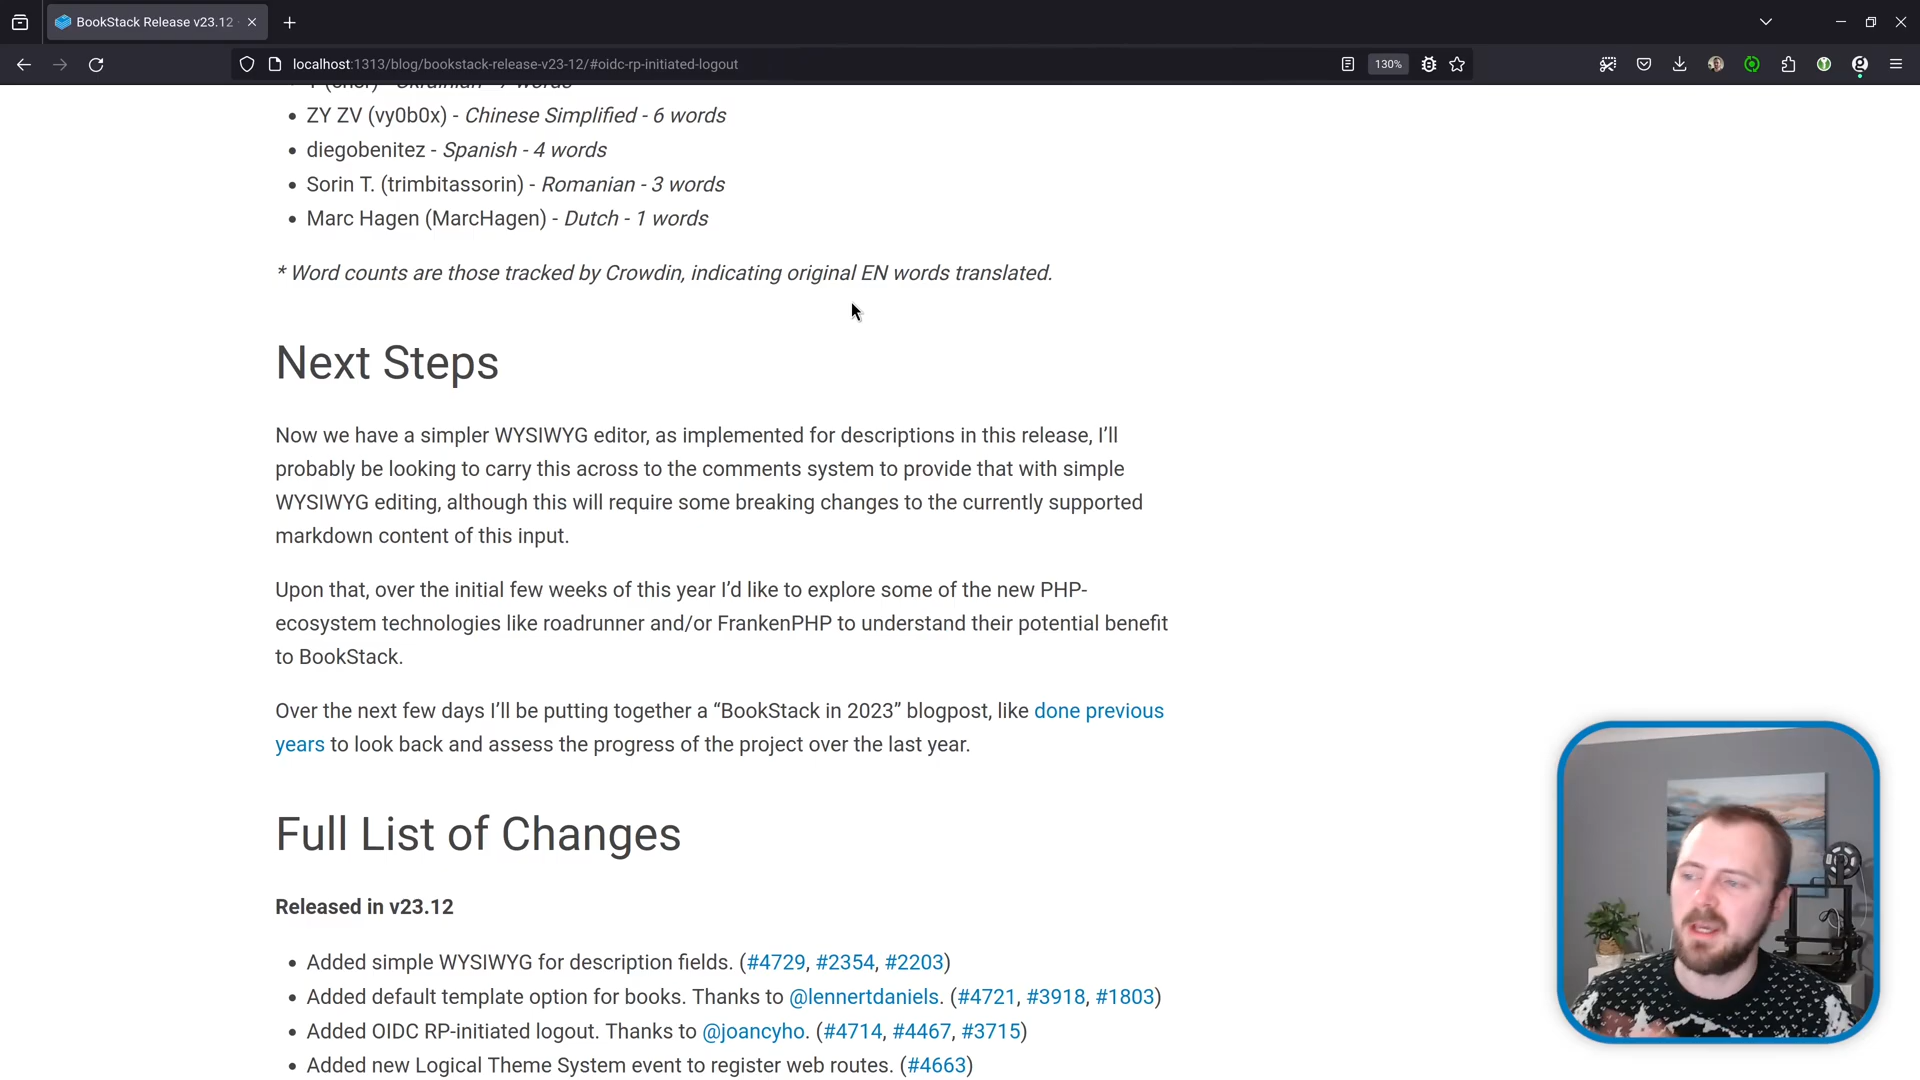 BookStack Release v23.12
localhost:1313/blog/bookstack-release-v23-12/#oidc-rp-initiated-logout
130%
ZY ZV (vy0b0x) - Chinese Simplified - 6 words
diegobenitez - Spanish - 4 words
Sorin T. (trimbitassorin) - Romanian - 3 words
Marc Hagen (MarcHagen) - Dutch - 1 words
* Word counts are those tracked by Crowdin, indicating original EN words translated.
Next Steps
Now we have a simpler WYSIWYG editor, as implemented for descriptions in this release, I’ll
probably be looking to carry this across to the comments system to provide that with simple
WYSIWYG editing, although this will require some breaking changes to the currently supported
markdown content of this input.
Upon that, over the initial few weeks of this year I’d like to explore some of the new PHP-
ecosystem technologies like roadrunner and/or FrankenPHP to understand their potential benefit
to BookStack.
Over the next few days I’ll be putting together a “BookStack in 2023” blogpost, like done previous
years to look back and assess the progress of the project over the last year.
Full List of Changes
Released in v23.12
Added simple WYSIWYG for description fields. (#4729, #2354, #2203)
Added default template option for books. Thanks to @lennertdaniels. (#4721, #3918, #1803)
Added OIDC RP-initiated logout. Thanks to @joancyho. (#4714, #4467, #3715)
Added new Logical Theme System event to register web routes. (#4663)